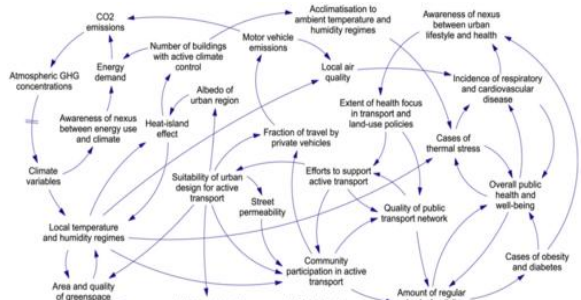 CO2
emissions
Acclimatisation to
ambient temperature and
humidity regimes
Awareness of nexus
between urban
lifestyle and health
Motor vehicle
emissions
Number of buildings
with active climate
control
Energy
demand
Atmospheric GHG
concentrations
Local air
quality
Incidence of respiratory
and cardiovascular
disease
Albedo of
urban region
Extent of health focus
in transport and
land-use policies
Awareness of nexus
between energy use
and climate
Heat-island
effect
Fraction of travel by
private vehicles
Cases of
thermal stress
Climate
variables
Suitability of urban
design for active
transport
Efforts to support
active transport
Overall public
health and
well-being
Street
permeability
Quality of public
transport network
Local temperature
and humidity regimes
Community
participation in active
transport
Cases of obesity
and diabetes
Area and quality
of greenspace
Amount of regular